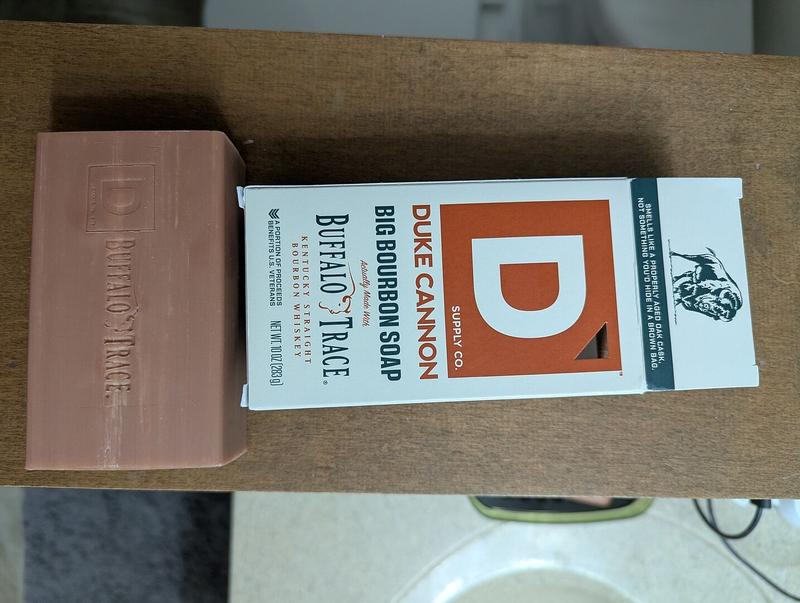 SMELLS LIKE A PROPERLY AGED OAK CASK,
NOT SOMETHING YOU'D HIDE IN A BROWN BAG.
D
SUPPLY CO.
DUKE CANNON
BIG BOURBON SOAP
Actually Made With
BUFFALO TRACE®
KENTUCKY STRAIGHT
BOURBON WHISKEY
A PORTION OF PROCEEDS
BENEFITS U.S. VETERANS
NET WT. 10 OZ (283 g)
D
BUFFALO TRACE